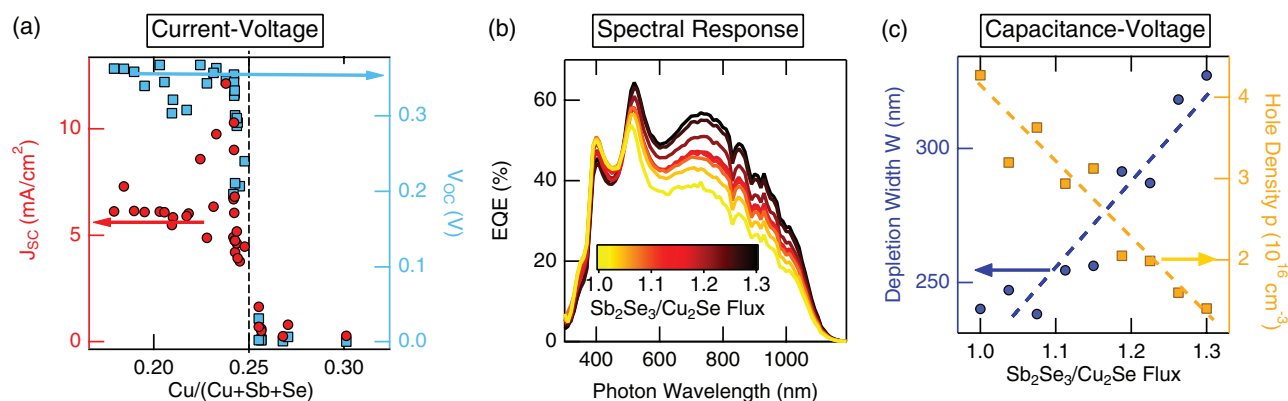 (a)
Current-Voltage
10
5
0
J_SC (mA/cm²)
0.3
0.2
0.1
0.0
V_OC (V)
0.20
0.25
0.30
Cu/(Cu+Sb+Se)
(b)
Spectral Response
60
40
20
0
EQE (%)
1.0
1.1
1.2
1.3
Sb₂Se₃/Cu₂Se Flux
400
600
800
1000
Photon Wavelength (nm)
(c)
Capacitance-Voltage
300
250
Depletion Width W (nm)
4
3
2
Hole Density p (10¹⁶ cm⁻³)
1.0
1.1
1.2
1.3
Sb₂Se₃/Cu₂Se Flux